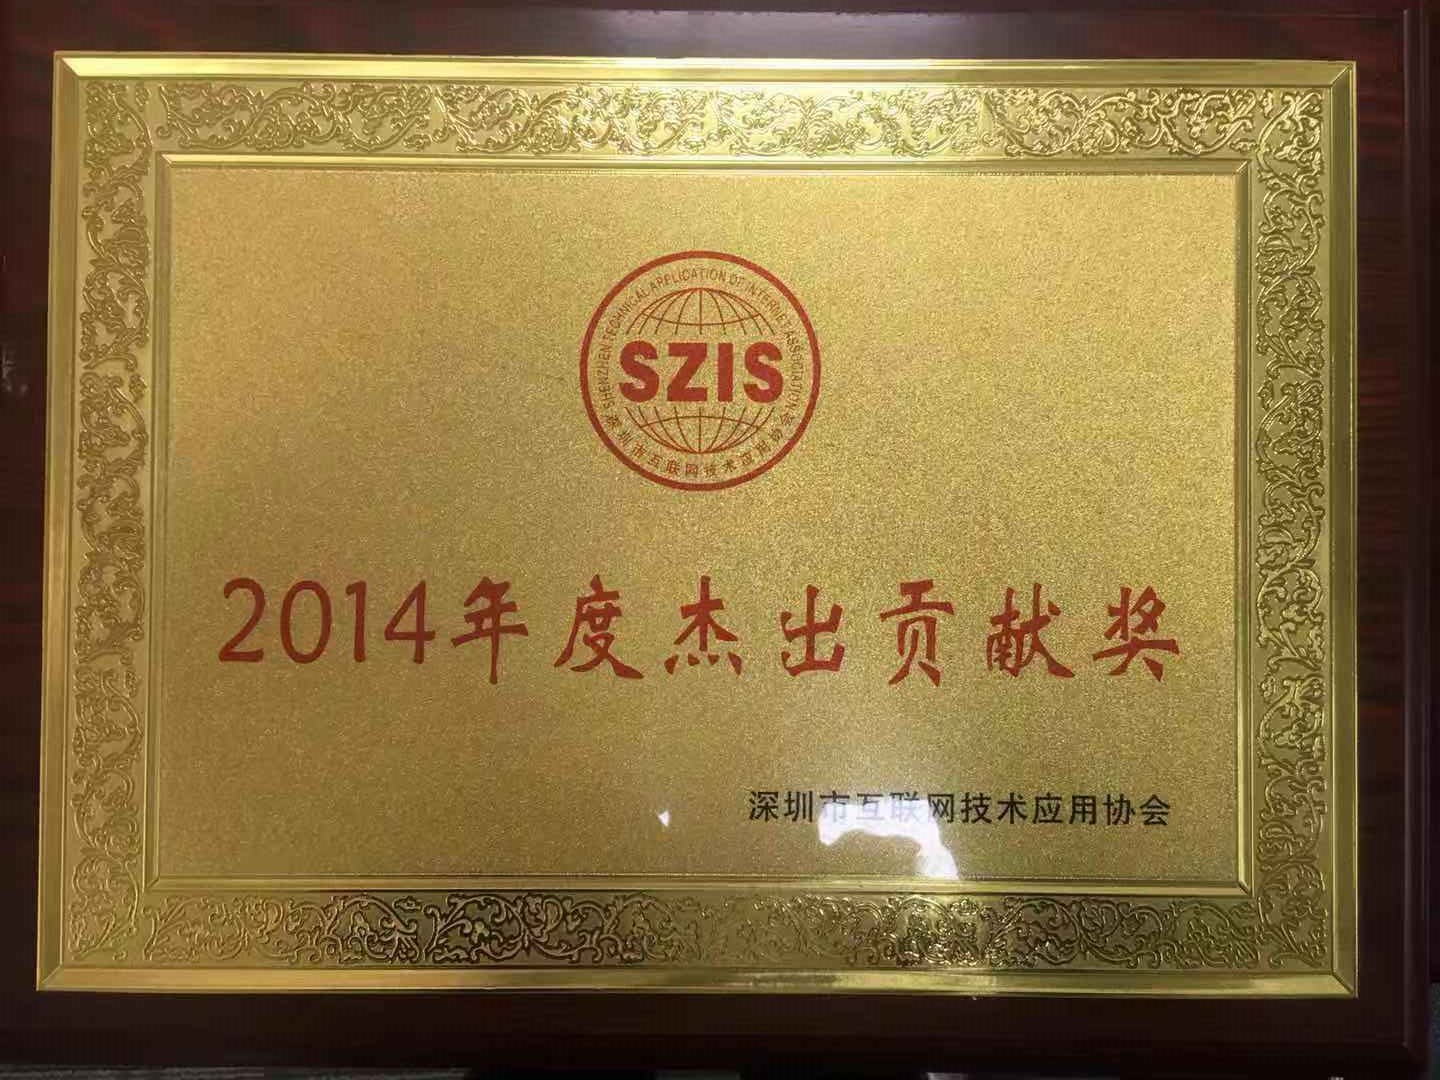 SHENZHEN TECHNICAL APPLICATION OF INTERNET ASSOCIATION
SZIS
深圳市互联网技术应用协会
2014年度杰出贡献奖
深圳市互联网技术应用协会